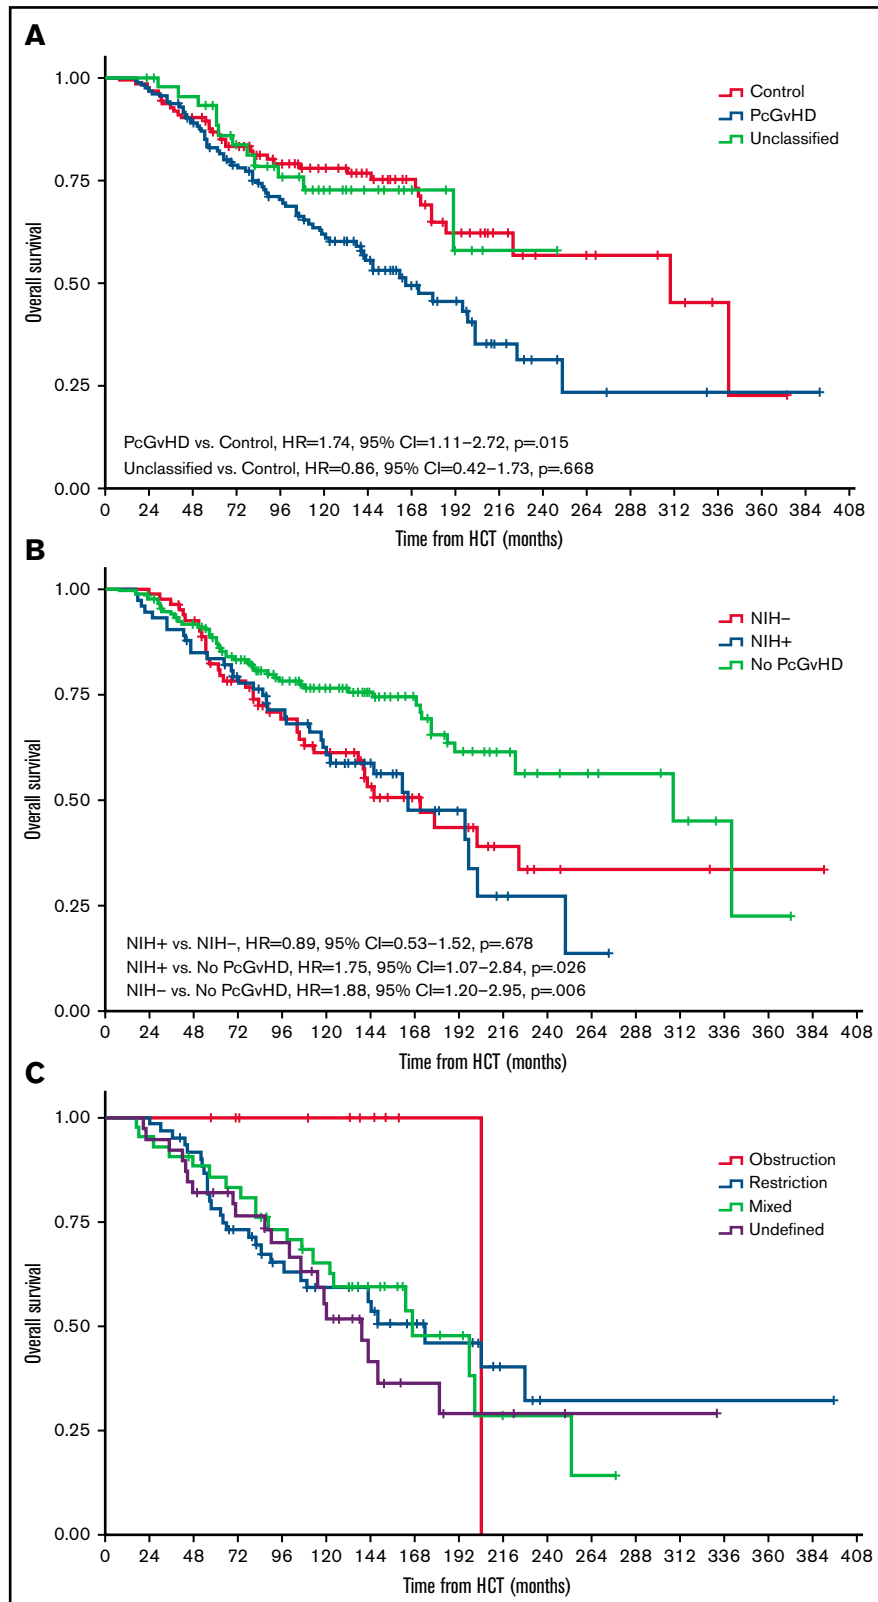 A
1.00
0.75
0.50
0.25
0.00
Overall survival
Control
PcGvHD
Unclassified
PcGvHD vs. Control, HR=1.74, 95% CI=1.11–2.72, p=.015
Unclassified vs. Control, HR=0.86, 95% CI=0.42–1.73, p=.668
0 24 48 72 96 120 144 168 192 216 240 264 288 312 336 360 384 408
Time from HCT (months)
B
1.00
0.75
0.50
0.25
0.00
Overall survival
NIH–
NIH+
No PcGvHD
NIH+ vs. NIH–, HR=0.89, 95% CI=0.53–1.52, p=.678
NIH+ vs. No PcGvHD, HR=1.75, 95% CI=1.07–2.84, p=.026
NIH– vs. No PcGvHD, HR=1.88, 95% CI=1.20–2.95, p=.006
0 24 48 72 96 120 144 168 192 216 240 264 288 312 336 360 384 408
Time from HCT (months)
C
1.00
0.75
0.50
0.25
0.00
Overall survival
Obstruction
Restriction
Mixed
Undefined
0 24 48 72 96 120 144 168 192 216 240 264 288 312 336 360 384 408
Time from HCT (months)